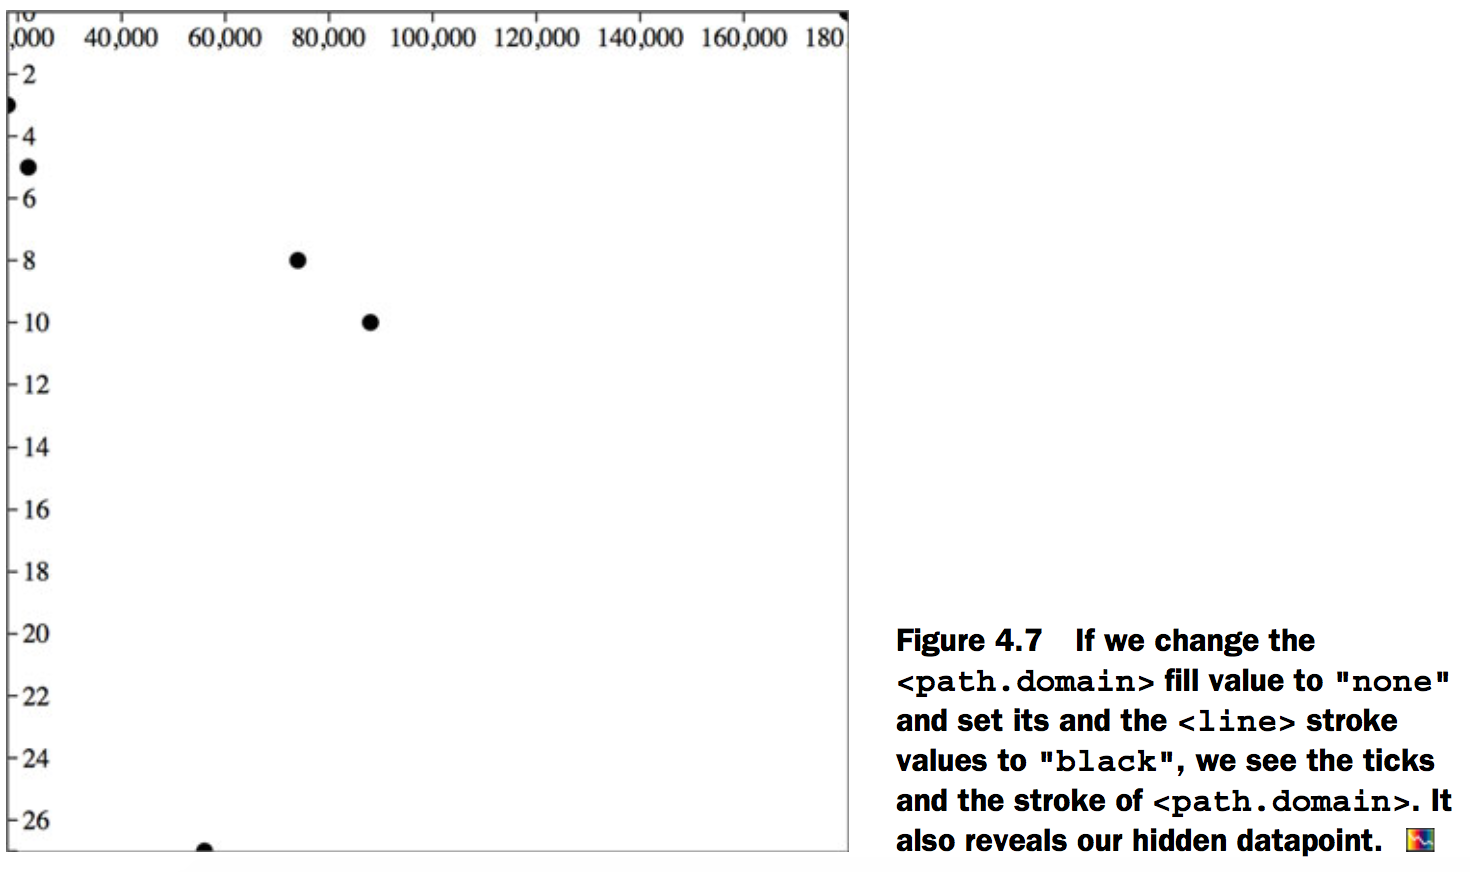 ,000 40,000 60,000 80,000 100,000 120,000 140,000 160,000 180
2
4
6
8
10
12
14
16
18
20
22
24
26
Figure 4.7 If we change the
<path.domain> fill value to "none"
and set its and the <line> stroke
values to "black", we see the ticks
and the stroke of <path.domain>. It
also reveals our hidden datapoint.